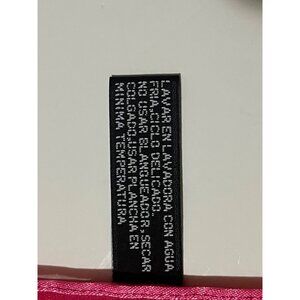 LAVAR EN LAVADORA CON AGUA
FRIA,CICLO DELICADO.
NO USAR BLANQUEADOR, SECAR
COLGADO,USAR PLANCHA EN
MINIMA TEMPERATURA